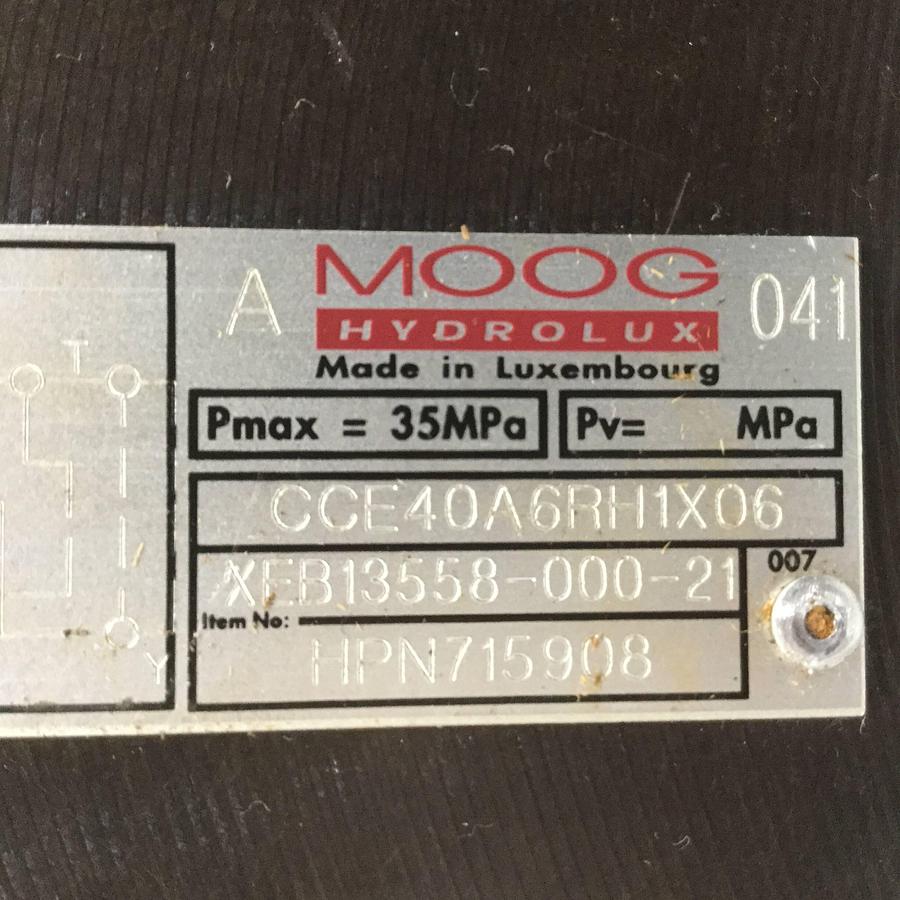 A MOOG 041
HYDROLUX
Made in Luxembourg
T
Pmax = 35MPa Pv= MPa
CCE40A6RH1X06
XEB13558-000-21 007
Item No:
HPN715908
Y